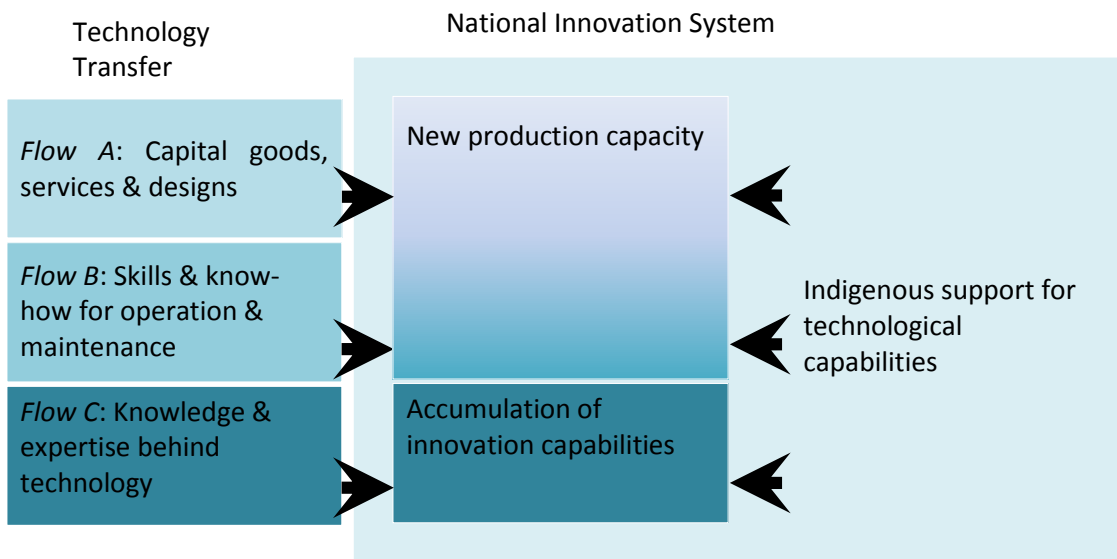 Technology
Transfer
National Innovation System
Flow A: Capital goods,
services & designs
Flow B: Skills & know-
how for operation &
maintenance
Flow C: Knowledge &
expertise behind
technology
New production capacity
Accumulation of
innovation capabilities
Indigenous support for
technological
capabilities